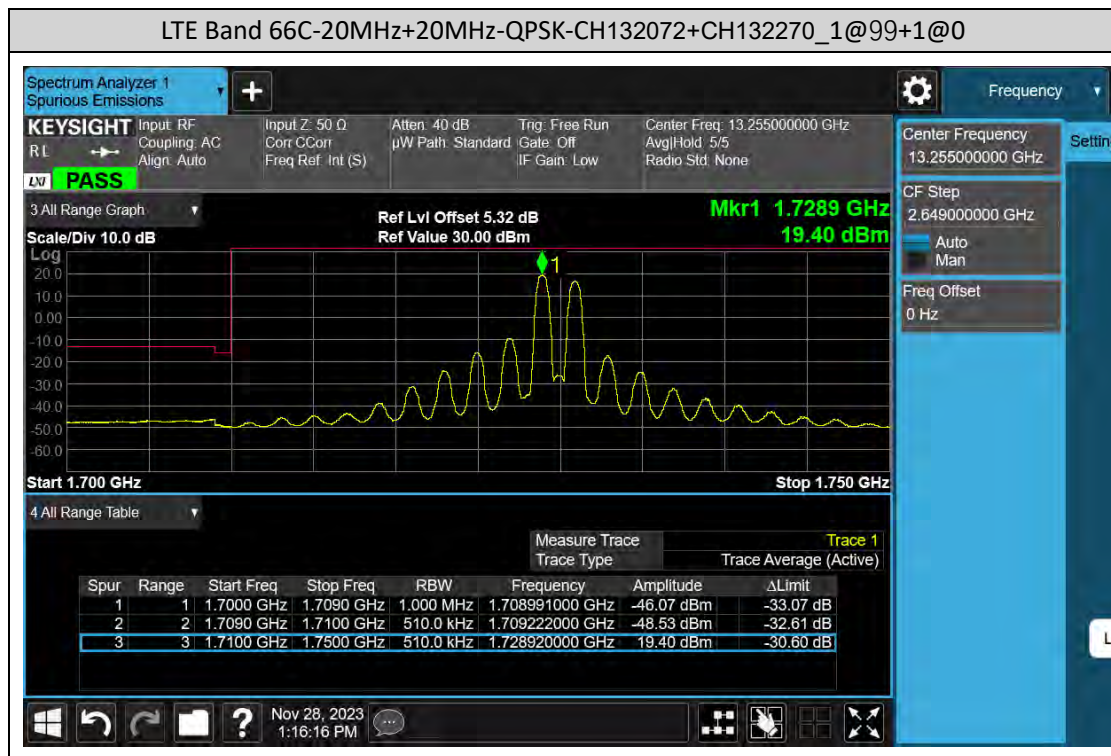 LTE Band 66C-20MHz+20MHz-QPSK-CH132072+CH132270_1@99+1@0
Spectrum Analyzer 1
Spurious Emissions
Frequency
KEYSIGHT Input: RF Input Z: 50 Ω Atten: 40 dB Trig: Free Run Center Freq: 13.255000000 GHz
RL Coupling: AC Corr CCorr µW Path: Standard Gate: Off Avg|Hold: 5/5
Align: Auto Freq Ref: Int (S) IF Gain: Low Radio Std: None
LXI PASS
Center Frequency
13.255000000 GHz
Settin
CF Step
2.649000000 GHz
Auto
Man
Freq Offset
0 Hz
3 All Range Graph
Ref Lvl Offset 5.32 dB
Mkr1 1.7289 GHz
Scale/Div 10.0 dB
Ref Value 30.00 dBm
19.40 dBm
Log
1
20.0
10.0
0.00
-10.0
-20.0
-30.0
-40.0
-50.0
-60.0
Start 1.700 GHz
Stop 1.750 GHz
4 All Range Table
Measure Trace Trace 1
Trace Type Trace Average (Active)
Spur Range Start Freq Stop Freq RBW Frequency Amplitude ΔLimit
1 1 1.7000 GHz 1.7090 GHz 1.000 MHz 1.708991000 GHz -46.07 dBm -33.07 dB
2 2 1.7090 GHz 1.7100 GHz 510.0 kHz 1.709222000 GHz -48.53 dBm -32.61 dB
3 3 1.7100 GHz 1.7500 GHz 510.0 kHz 1.728920000 GHz 19.40 dBm -30.60 dB
L
? Nov 28, 2023
1:16:16 PM